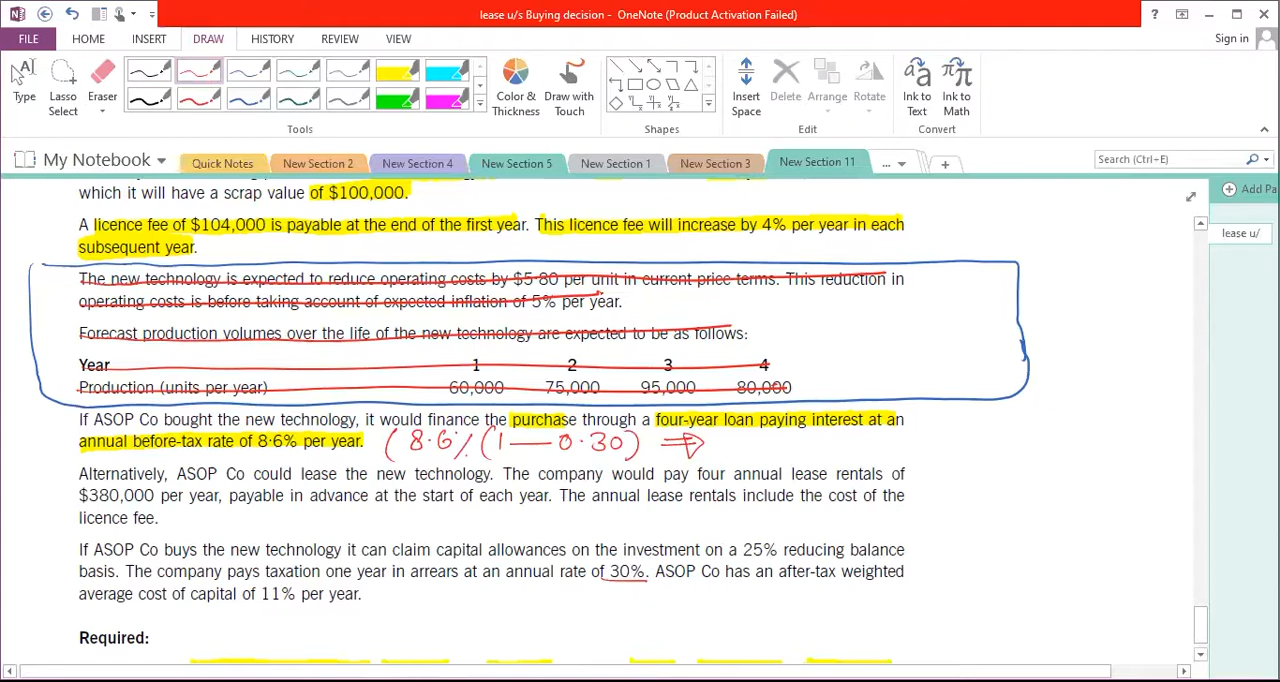 lease u/s Buying decision - OneNote (Product Activation Failed)
FILE HOME INSERT DRAW HISTORY REVIEW VIEW
Sign in
Type Lasso Select Eraser Color & Thickness Draw with Touch Insert Space Delete Arrange Rotate Ink to Text Ink to Math
Tools Shapes Edit Convert
My Notebook Quick Notes New Section 2 New Section 4 New Section 5 New Section 1 New Section 3 New Section 11 ... Search (Ctrl+E)
Add Pa
lease u/
which it will have a scrap value of $100,000.
A licence fee of $104,000 is payable at the end of the first year. This licence fee will increase by 4% per year in each
subsequent year.
The new technology is expected to reduce operating costs by $5·80 per unit in current price terms. This reduction in
operating costs is before taking account of expected inflation of 5% per year.
Forecast production volumes over the life of the new technology are expected to be as follows:
Year 1 2 3 4
Production (units per year) 60,000 75,000 95,000 80,000
If ASOP Co bought the new technology, it would finance the purchase through a four-year loan paying interest at an
annual before-tax rate of 8·6% per year. (8.6%(1 — 0.30) ⇒
Alternatively, ASOP Co could lease the new technology. The company would pay four annual lease rentals of
$380,000 per year, payable in advance at the start of each year. The annual lease rentals include the cost of the
licence fee.
If ASOP Co buys the new technology it can claim capital allowances on the investment on a 25% reducing balance
basis. The company pays taxation one year in arrears at an annual rate of 30%. ASOP Co has an after-tax weighted
average cost of capital of 11% per year.
Required: